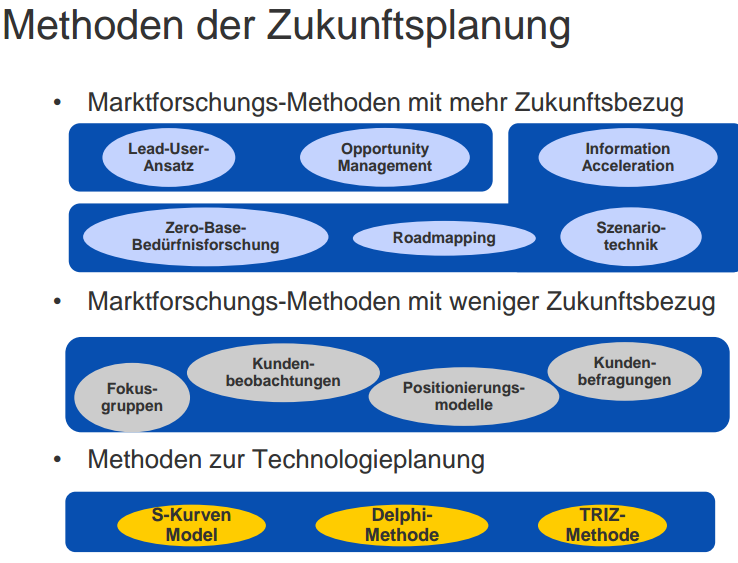 Methoden der Zukunftsplanung
• Marktforschungs-Methoden mit mehr Zukunftsbezug
Lead-User-
Ansatz
Opportunity
Management
Information
Acceleration
Zero-Base-
Bedürfnisforschung
Roadmapping
Szenario-
technik
• Marktforschungs-Methoden mit weniger Zukunftsbezug
Fokus-
gruppen
Kunden-
beobachtungen
Positionierungs-
modelle
Kunden-
befragungen
• Methoden zur Technologieplanung
S-Kurven
Model
Delphi-
Methode
TRIZ-
Methode